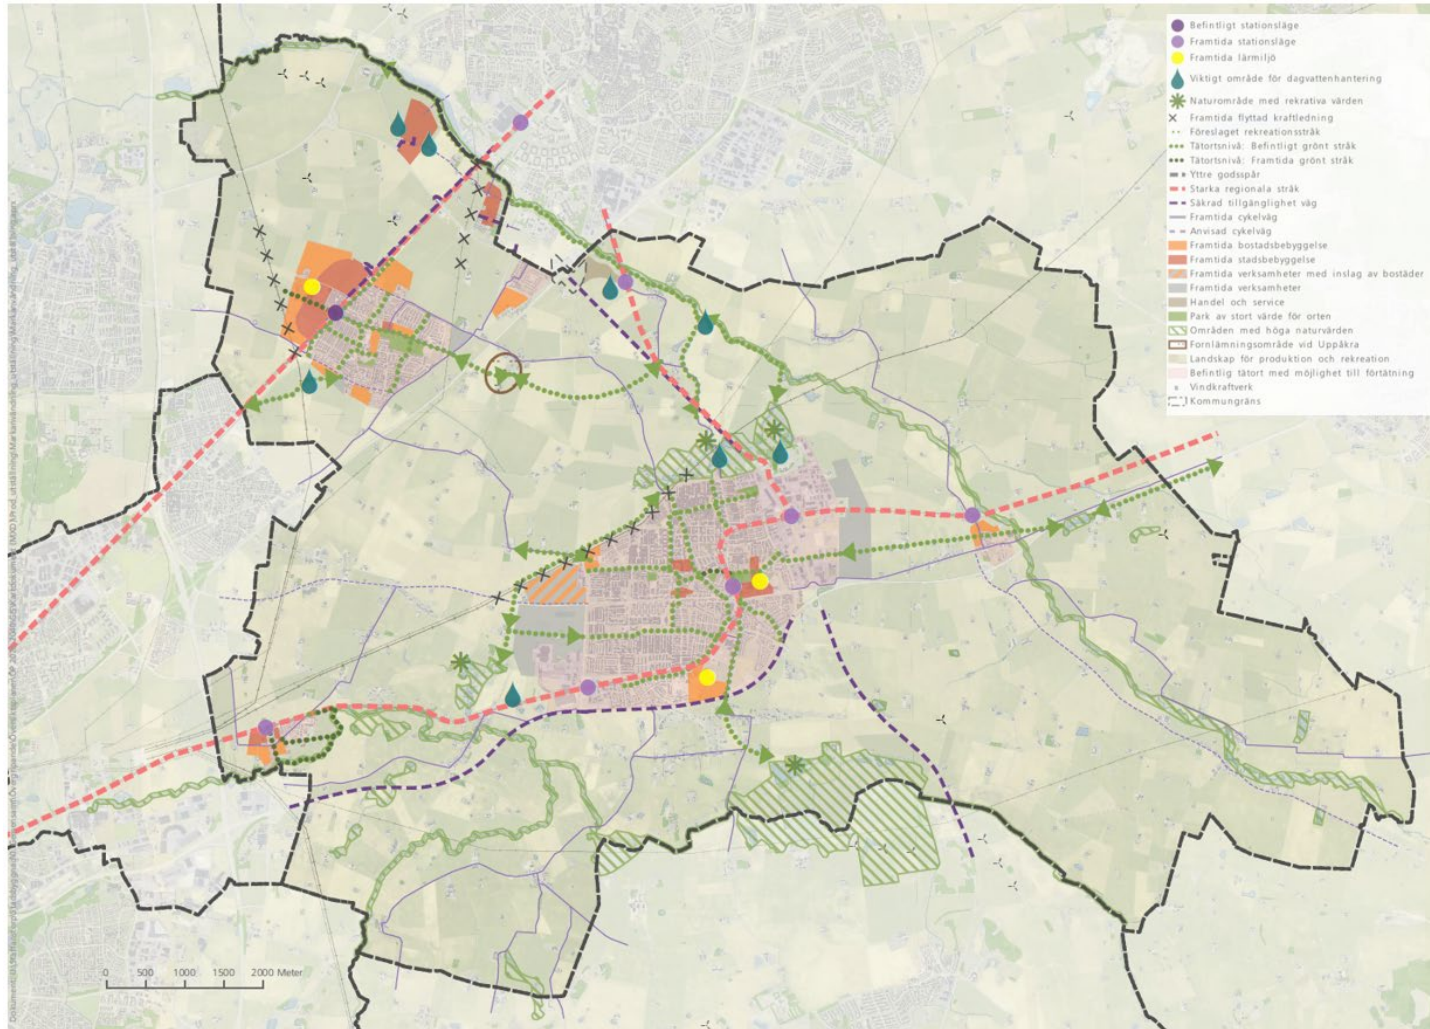 Befintligt stationsläge
Framtida stationsläge
Framtida lärmiljö
Viktigt område för dagvattenhantering
Naturområde med rekrativa värden
Framtida flyttad kraftledning
Föreslaget rekreationsstråk
Tätortsnivå: Befintligt grönt stråk
Tätortsnivå: Framtida grönt stråk
Yttre godsspår
Starka regionala stråk
Säkrad tillgänglighet väg
Framtida cykelväg
Anvisad cykelväg
Framtida bostadsbebyggelse
Framtida stadsbebyggelse
Framtida verksamheter med inslag av bostäder
Framtida verksamheter
Handel och service
Park av stort värde för orten
Områden med höga naturvärden
Fornlämningsområde vid Uppåkra
Landskap för produktion och rekreation
Befintlig tätort med möjlighet till förtätning
Vindkraftverk
Kommungräns
0 500 1000 1500 2000 Meter